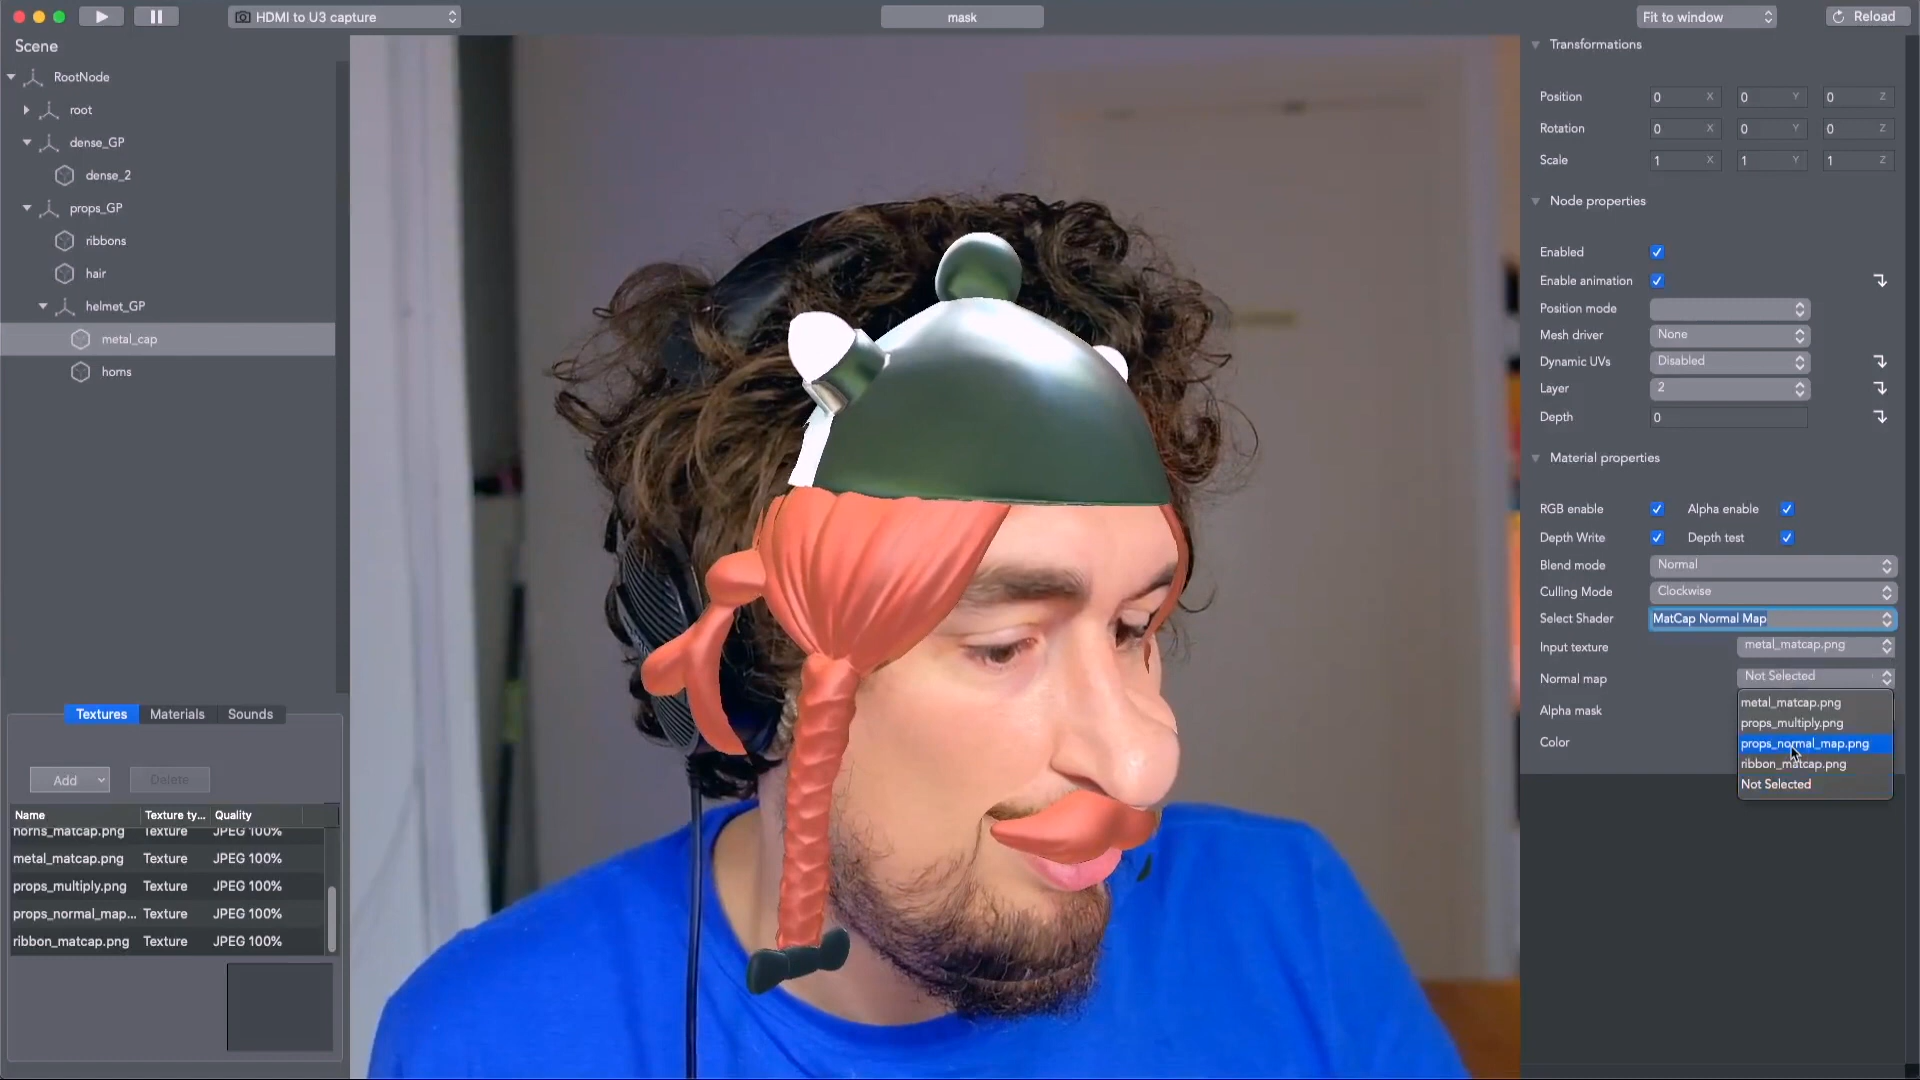 HDMI to U3 capture
mask
Fit to window
Reload
Scene
RootNode
root
dense_GP
dense_2
props_GP
ribbons
hair
helmet_GP
metal_cap
horns
Textures Materials Sounds
Add Delete
Name Texture ty... Quality
horns_matcap.png Texture JPEG 100%
metal_matcap.png Texture JPEG 100%
props_multiply.png Texture JPEG 100%
props_normal_map... Texture JPEG 100%
ribbon_matcap.png Texture JPEG 100%
Transformations
Position 0 X 0 Y 0 Z
Rotation 0 X 0 Y 0 Z
Scale 1 X 1 Y 1 Z
Node properties
Enabled
Enable animation
Position mode
Mesh driver None
Dynamic UVs Disabled
Layer 2
Depth 0
Material properties
RGB enable Alpha enable
Depth Write Depth test
Blend mode Normal
Culling Mode Clockwise
Select Shader MatCap Normal Map
Input texture metal_matcap.png
Normal map Not Selected
Alpha mask
Color
metal_matcap.png
props_multiply.png
props_normal_map.png
ribbon_matcap.png
Not Selected